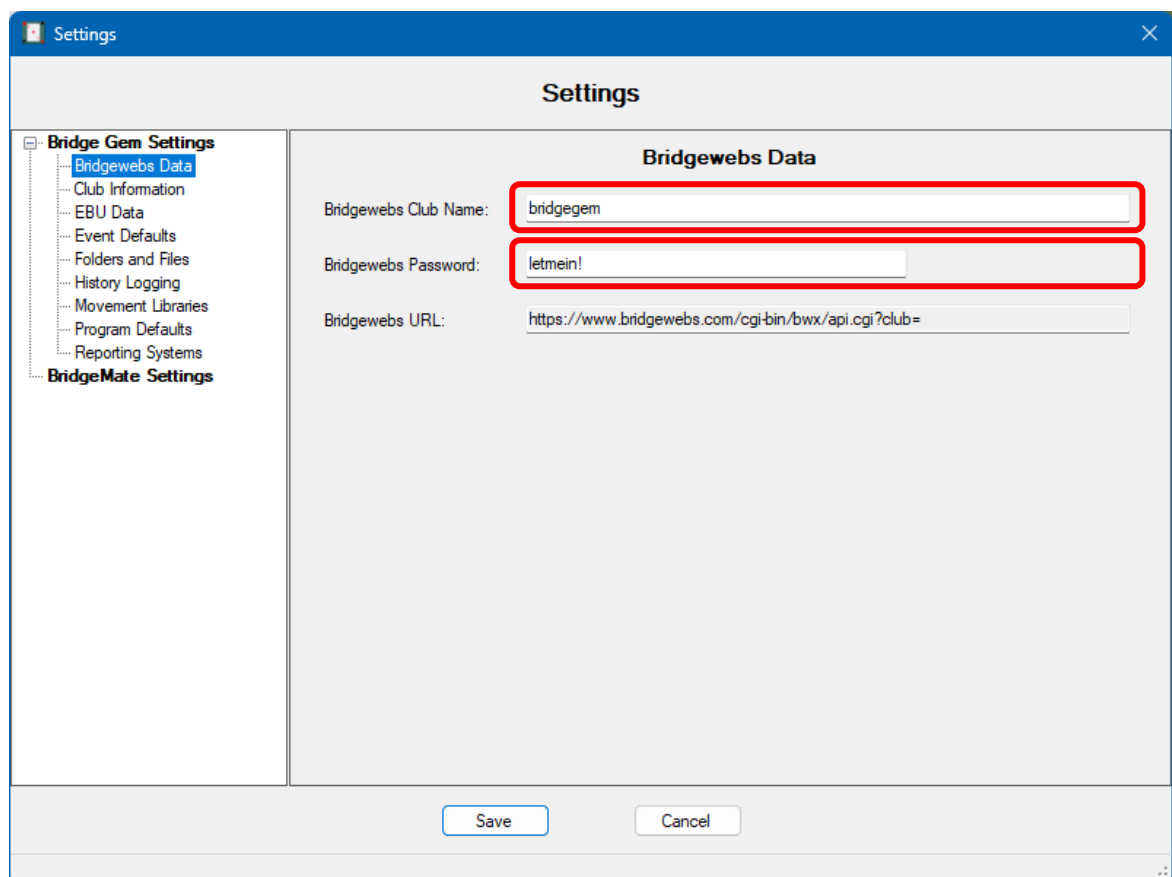 Settings
Settings
Bridge Gem Settings
Bridgewebs Data
Club Information
EBU Data
Event Defaults
Folders and Files
History Logging
Movement Libraries
Program Defaults
Reporting Systems
BridgeMate Settings
Bridgewebs Data
Bridgewebs Club Name: bridgegem
Bridgewebs Password: letmein!
Bridgewebs URL: https://www.bridgewebs.com/cgi-bin/bwx/api.cgi?club=
Save Cancel